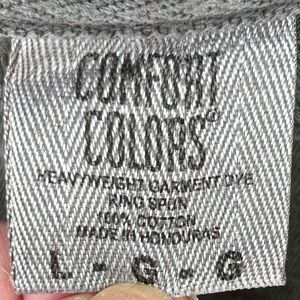 COMFORT
COLORS®
HEAVYWEIGHT GARMENT DYE
RING SPUN
100% COTTON
MADE IN HONDURAS
L - G - G